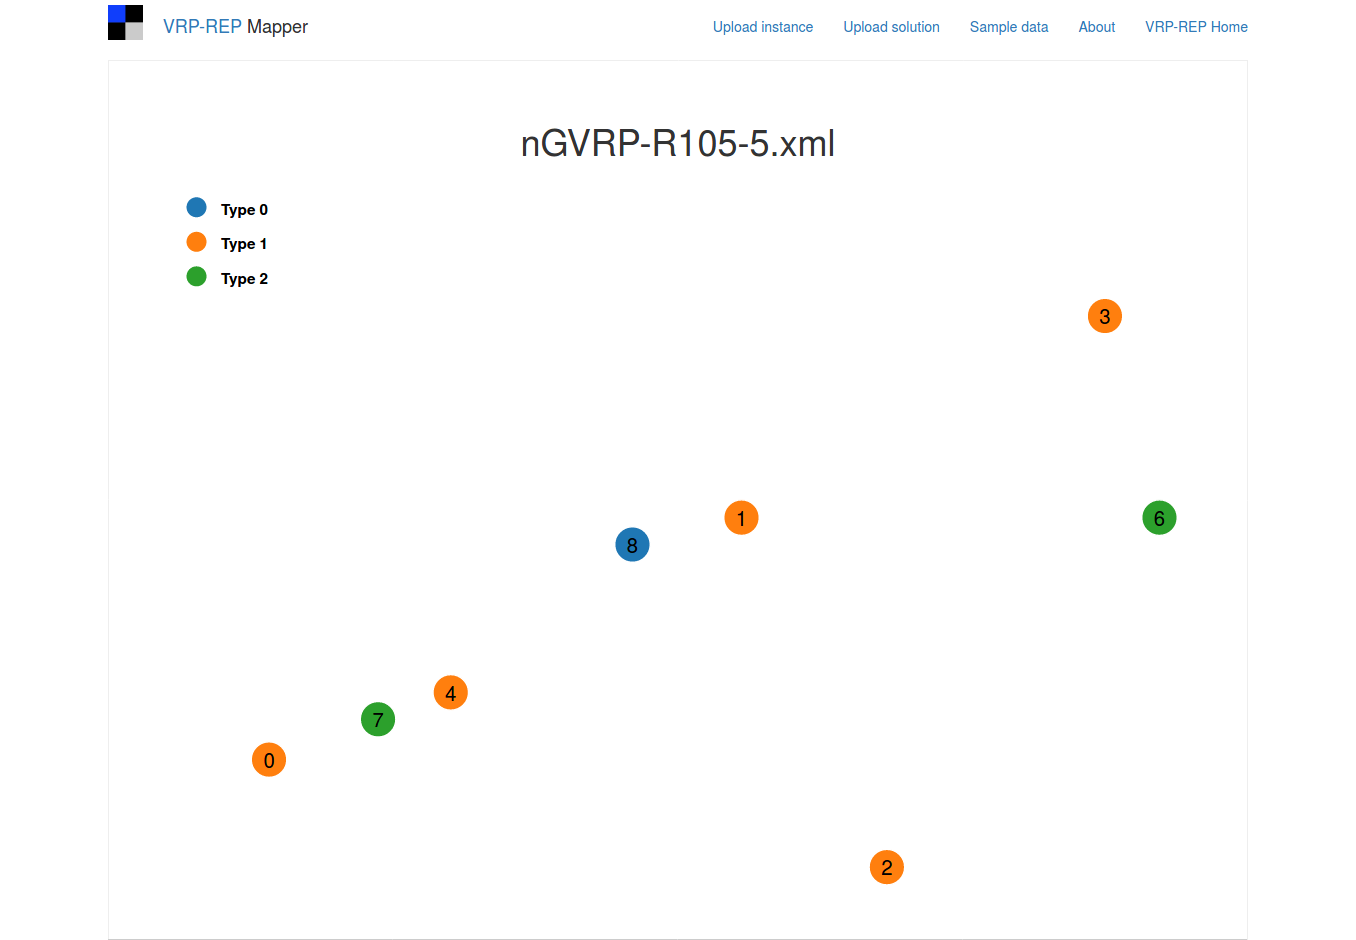 VRP-REP Mapper
Upload instance Upload solution Sample data About VRP-REP Home
nGVRP-R105-5.xml
Type 0
Type 1
Type 2
3
1
6
8
4
7
0
2